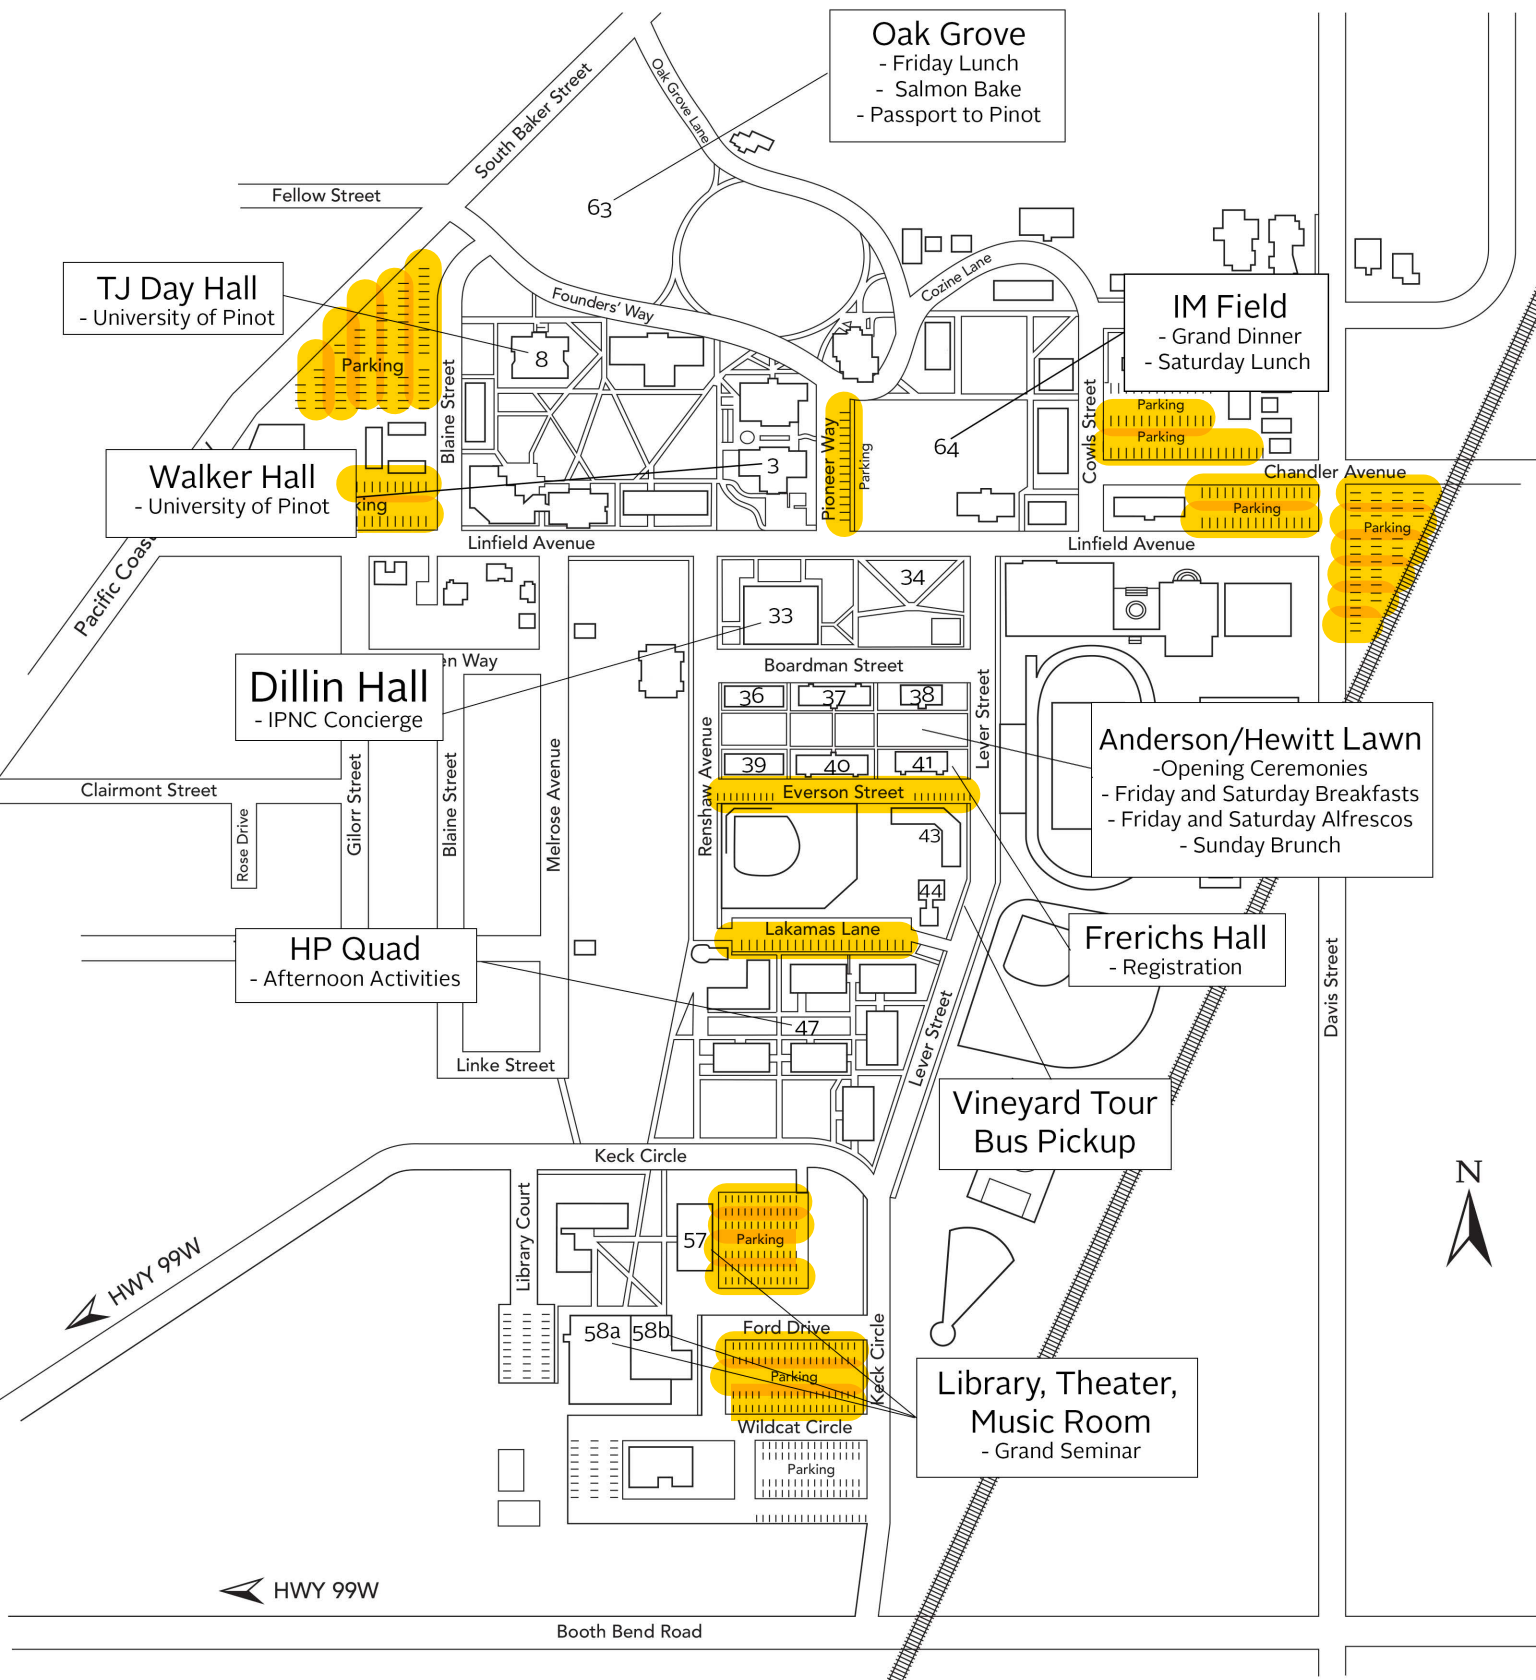 Oak Grove
- Friday Lunch
- Salmon Bake
- Passport to Pinot
South Baker Street
Oak Grove Lane
Fellow Street
63
TJ Day Hall
- University of Pinot
Founders' Way
Cozine Lane
IM Field
- Grand Dinner
- Saturday Lunch
8
Parking
Blaine Street
Cowls Street
Parking
Parking
Pioneer Way
Parking
64
3
Walker Hall
- University of Pinot
Chandler Avenue
Parking
Parking
Linfield Avenue
Linfield Avenue
Pacific
34
33
Boardman Street
Dillin Hall
- IPNC Concierge
Way
36
37
38
Lever Street
Renshaw Avenue
Anderson/Hewitt Lawn
-Opening Ceremonies
- Friday and Saturday Breakfasts
- Friday and Saturday Alfrescos
- Sunday Brunch
39
40
41
Clairmont Street
Everson Street
Rose Drive
Gilorr Street
Blaine Street
Melrose Avenue
43
44
Lakamas Lane
HP Quad
- Afternoon Activities
Frerichs Hall
- Registration
Davis Street
47
Lever Street
Linke Street
Vineyard Tour
Bus Pickup
Keck Circle
N
Library Court
57
Parking
HWY 99W
58a
58b
Ford Drive
Keck Circle
Parking
Library, Theater,
Music Room
- Grand Seminar
Wildcat Circle
Parking
HWY 99W
Booth Bend Road